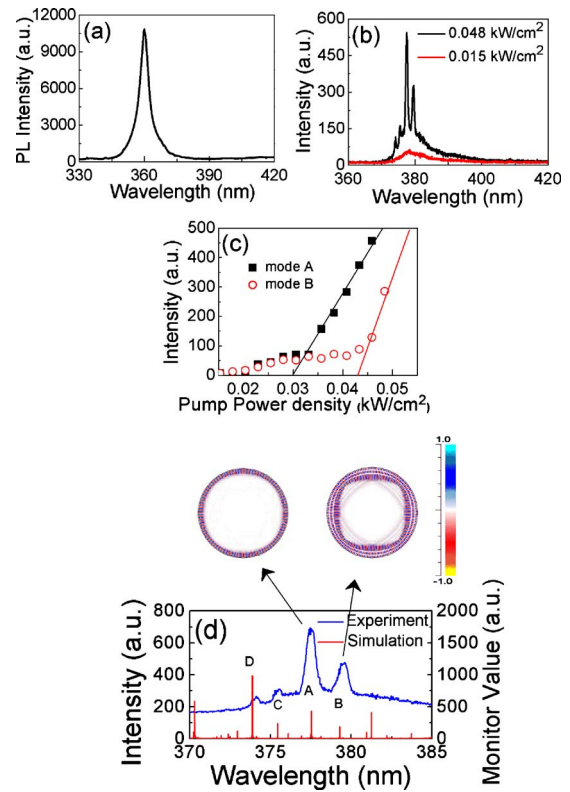 (a)
PL Intensity (a.u.)
12000
9000
6000
3000
0
330 360 390 420
Wavelength (nm)
(b)
0.048 kW/cm²
0.015 kW/cm²
Intensity (a.u.)
600
450
300
150
0
360 380 400 420
Wavelength (nm)
(c)
mode A
mode B
Intensity (a.u.)
500
400
300
200
100
0
0.02 0.03 0.04 0.05
Pump Power density (kW/cm²)
1.0
-1.0
(d)
Experiment
Simulation
D
C
A
B
Intensity (a.u.)
800
600
400
200
Monitor Value (a.u.)
2000
1500
1000
500
0
370 375 380 385
Wavelength (nm)